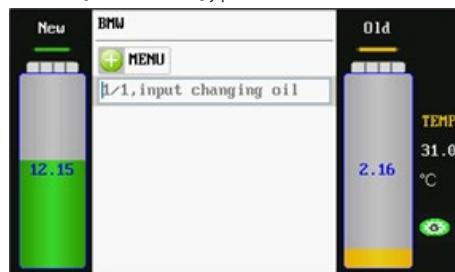 New
BMW
Old
MENU
1/1,input changing oil
TEMP
31.0
12.15
2.16
°C